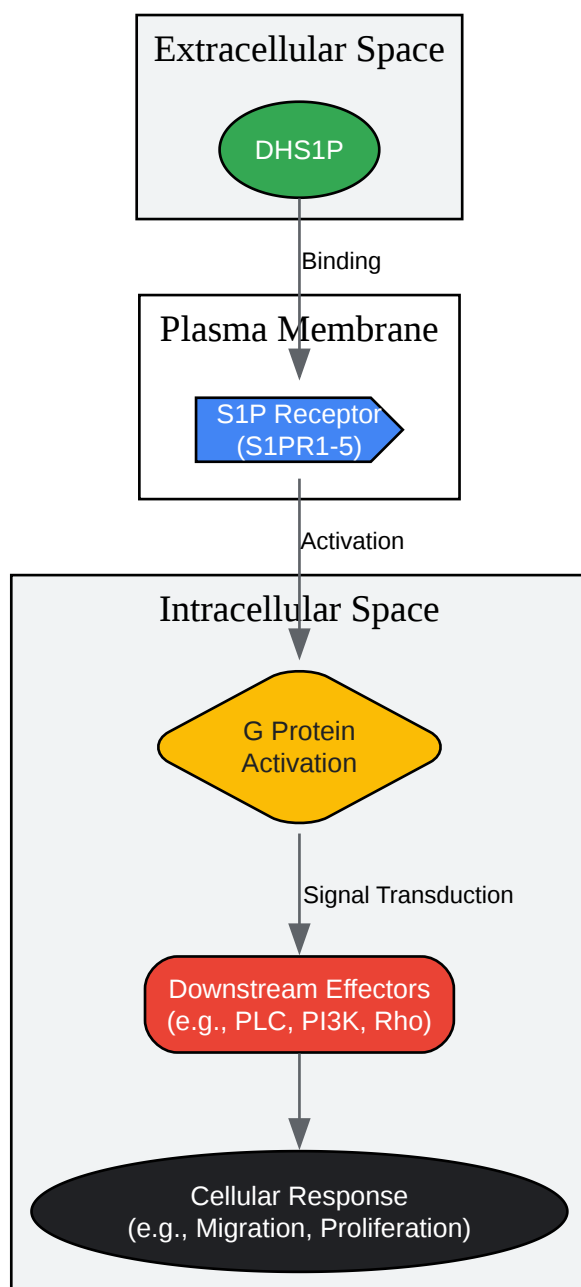 Extracellular Space
DHS1P
Binding
Plasma Membrane
S1P Receptor
(S1PR1-5)
Activation
Intracellular Space
G Protein
Activation
Signal Transduction
Downstream Effectors
(e.g., PLC, PI3K, Rho)
Cellular Response
(e.g., Migration, Proliferation)